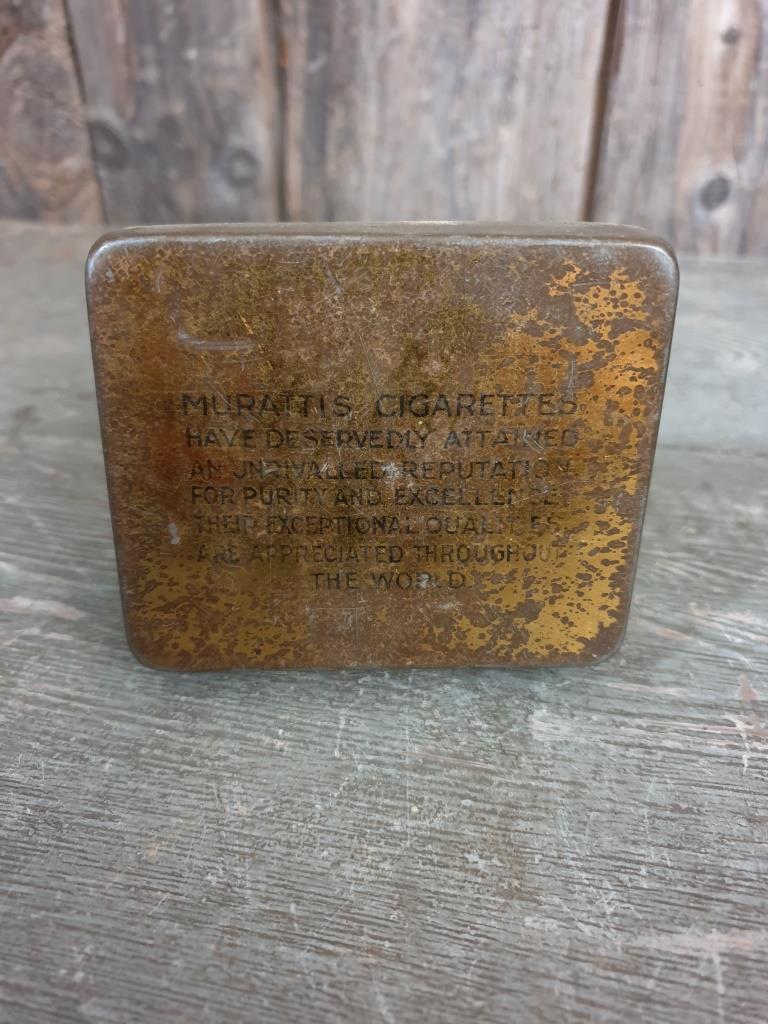 MURATTIS CIGARETTES
HAVE DESERVEDLY ATTAINED
AN UNRIVALLED REPUTATION
FOR PURITY AND EXCELLENCE
THEIR EXCEPTIONAL QUALITIES
ARE APPRECIATED THROUGHOUT
THE WORLD